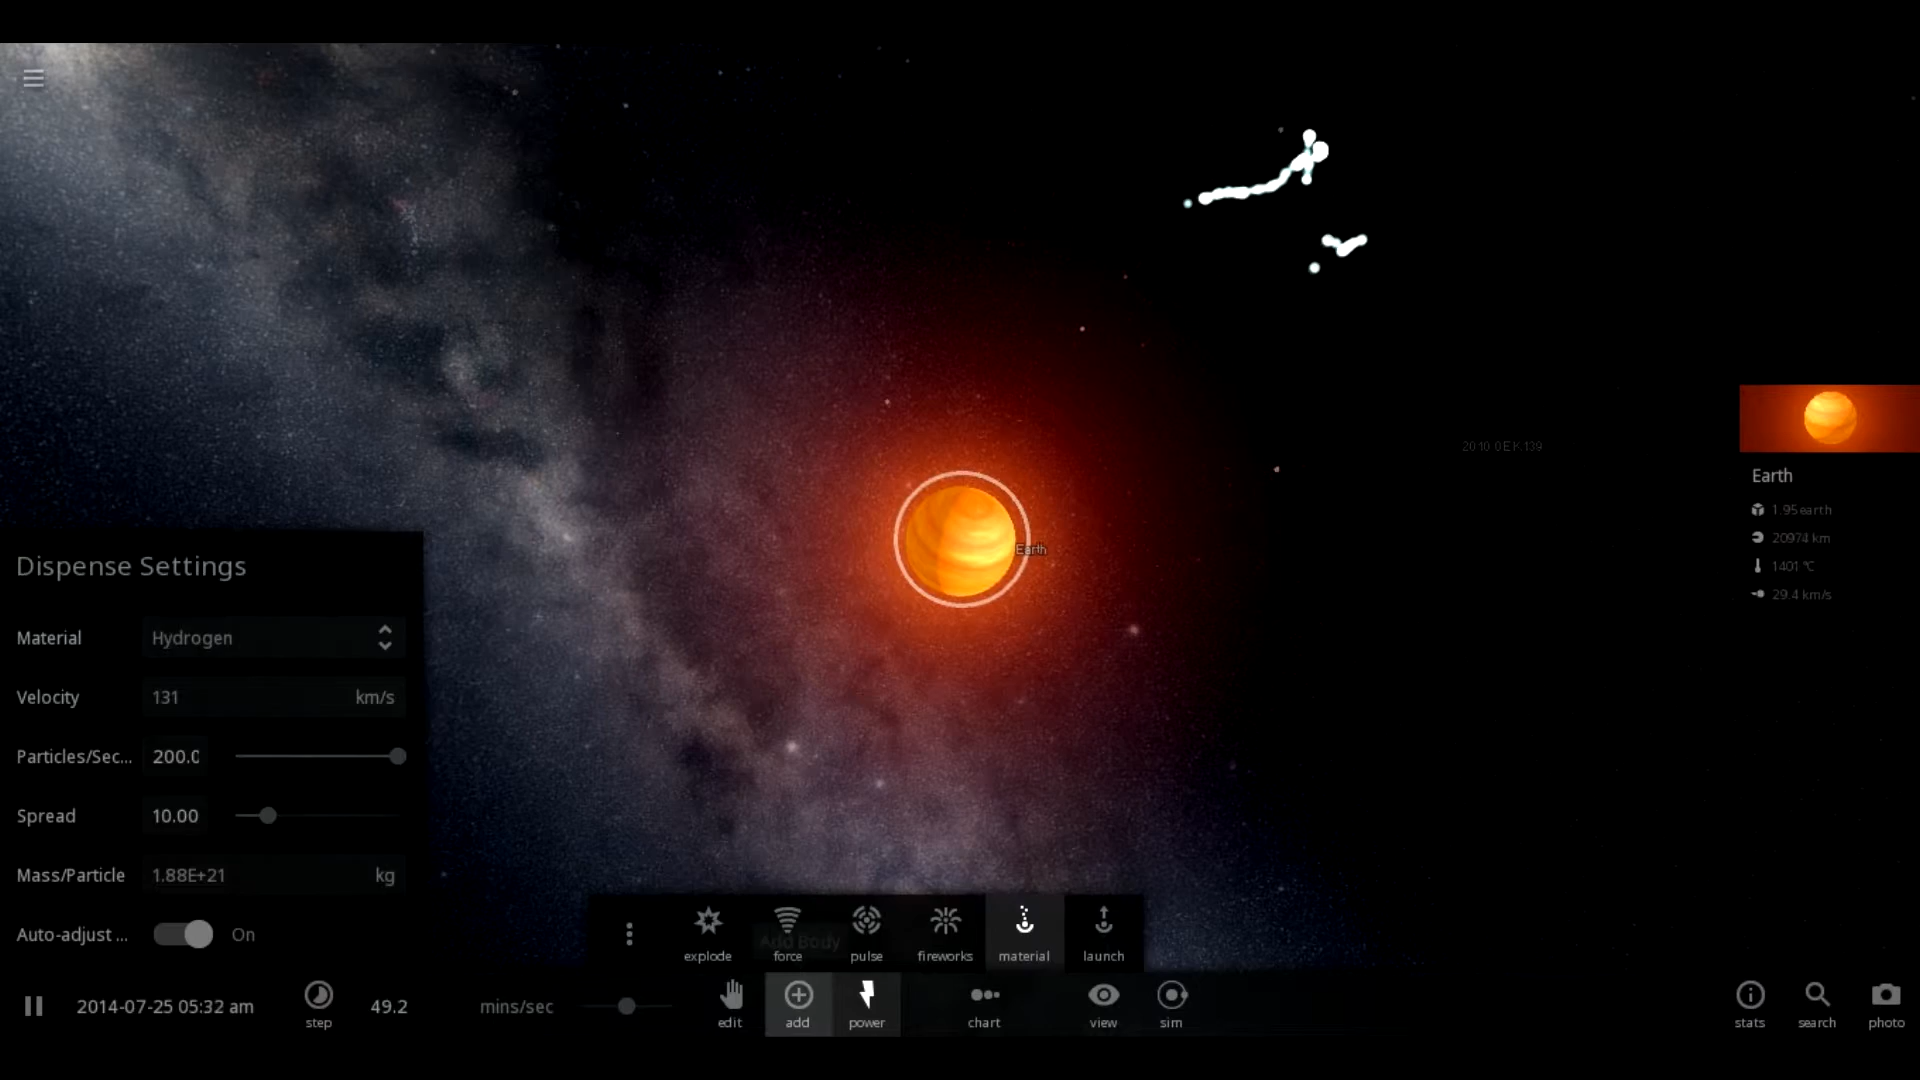 Earth
1.95 earth
20974 km
1401 °C
29.4 km/s
Earth
Dispense Settings
Material Hydrogen
Velocity 131 km/s
Particles/Sec... 200.0
Spread 10.00
Mass/Particle 1.88E+21 kg
Auto-adjust ... On
Add Body
explode force pulse fireworks material launch
2014-07-25 05:32 am step 49.2 mins/sec
edit add power chart view sim
stats search photo